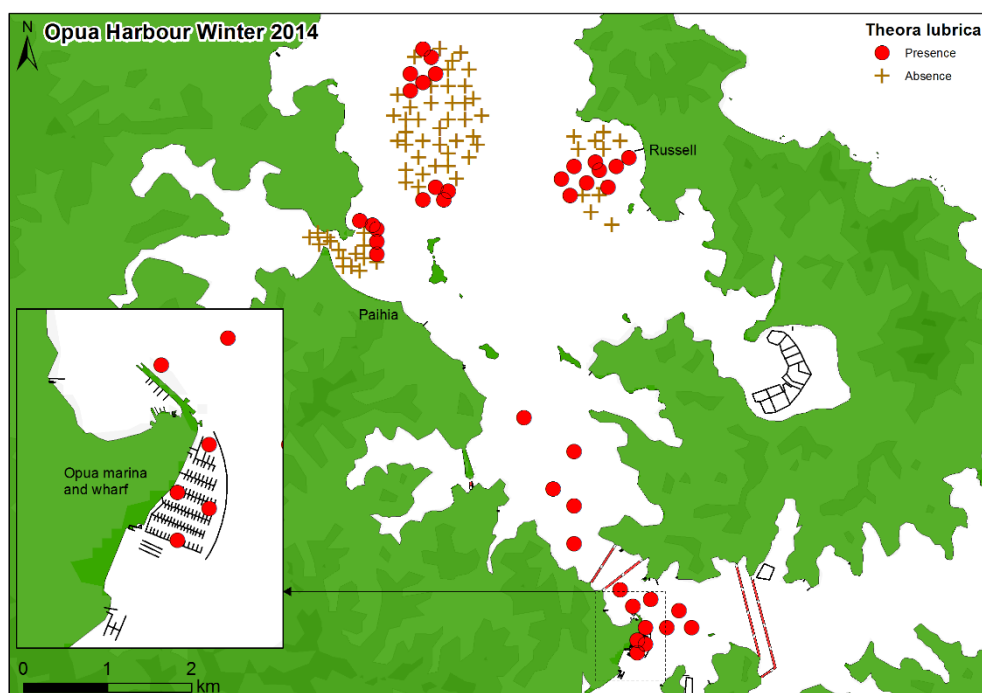 N
Opua Harbour Winter 2014
Theora lubrica
Presence
Absence
Russell
Paihia
Opua marina
and wharf
0 1 2
km